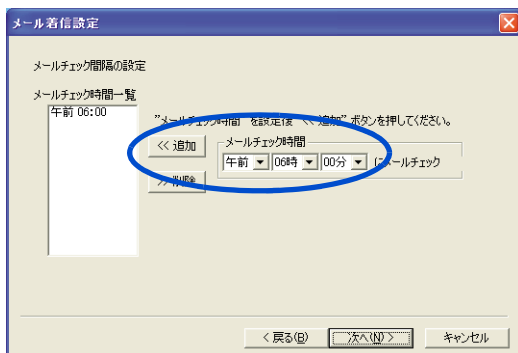 メール着信設定
メールチェック間隔の設定
メールチェック時間一覧
午前 06:00
"メールチェック時間" を設定後 "<< 追加" ボタンを押してください。
<< 追加
メールチェック時間
午前 06時 00分 にメールチェック
>> 削除
< 戻る(B) 次へ(N) > キャンセル